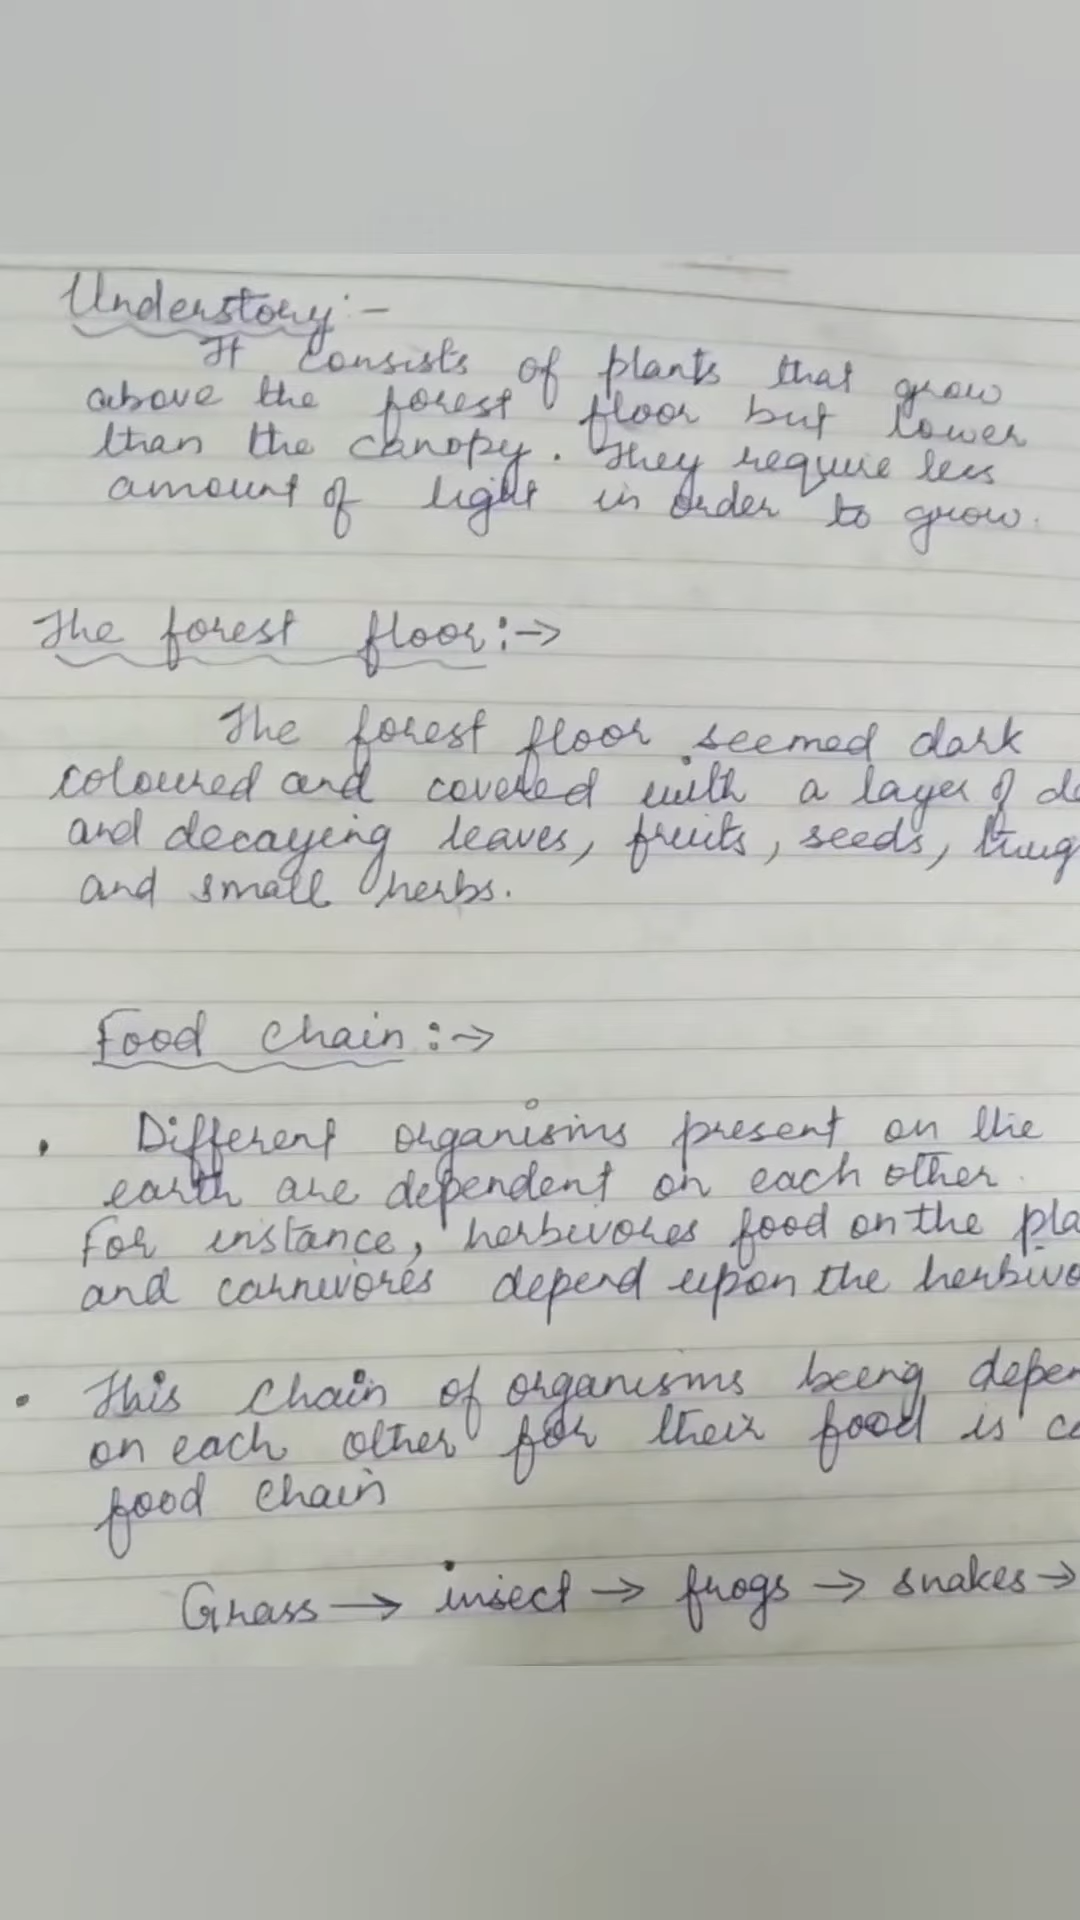 Understory:-
It consists of plants that grow
above the forest floor but lower
than the canopy. They require less
amount of light in order to grow.
The forest floor:→
The forest floor seemed dark
coloured and covered with a layer of
and decaying leaves, fruits, seeds,
and small herbs.
Food chain:→
• Different organisms present on the
earth are dependent on each other.
For instance, herbivores food on the
and carnivores depend upon the
• This chain of organisms being
on each other for their food is
food chain
Grass → insect → frogs → snakes →